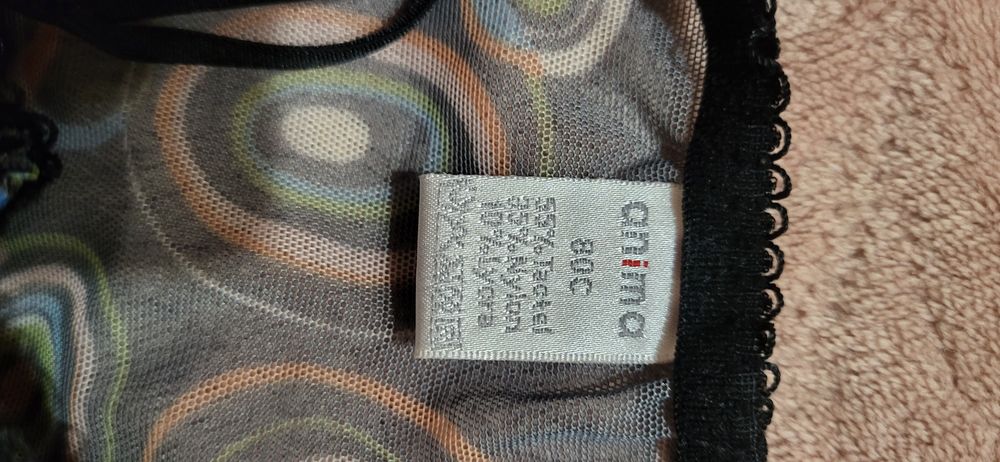 anima
80C
55% Tactel
35% Nylon
10% Lycra